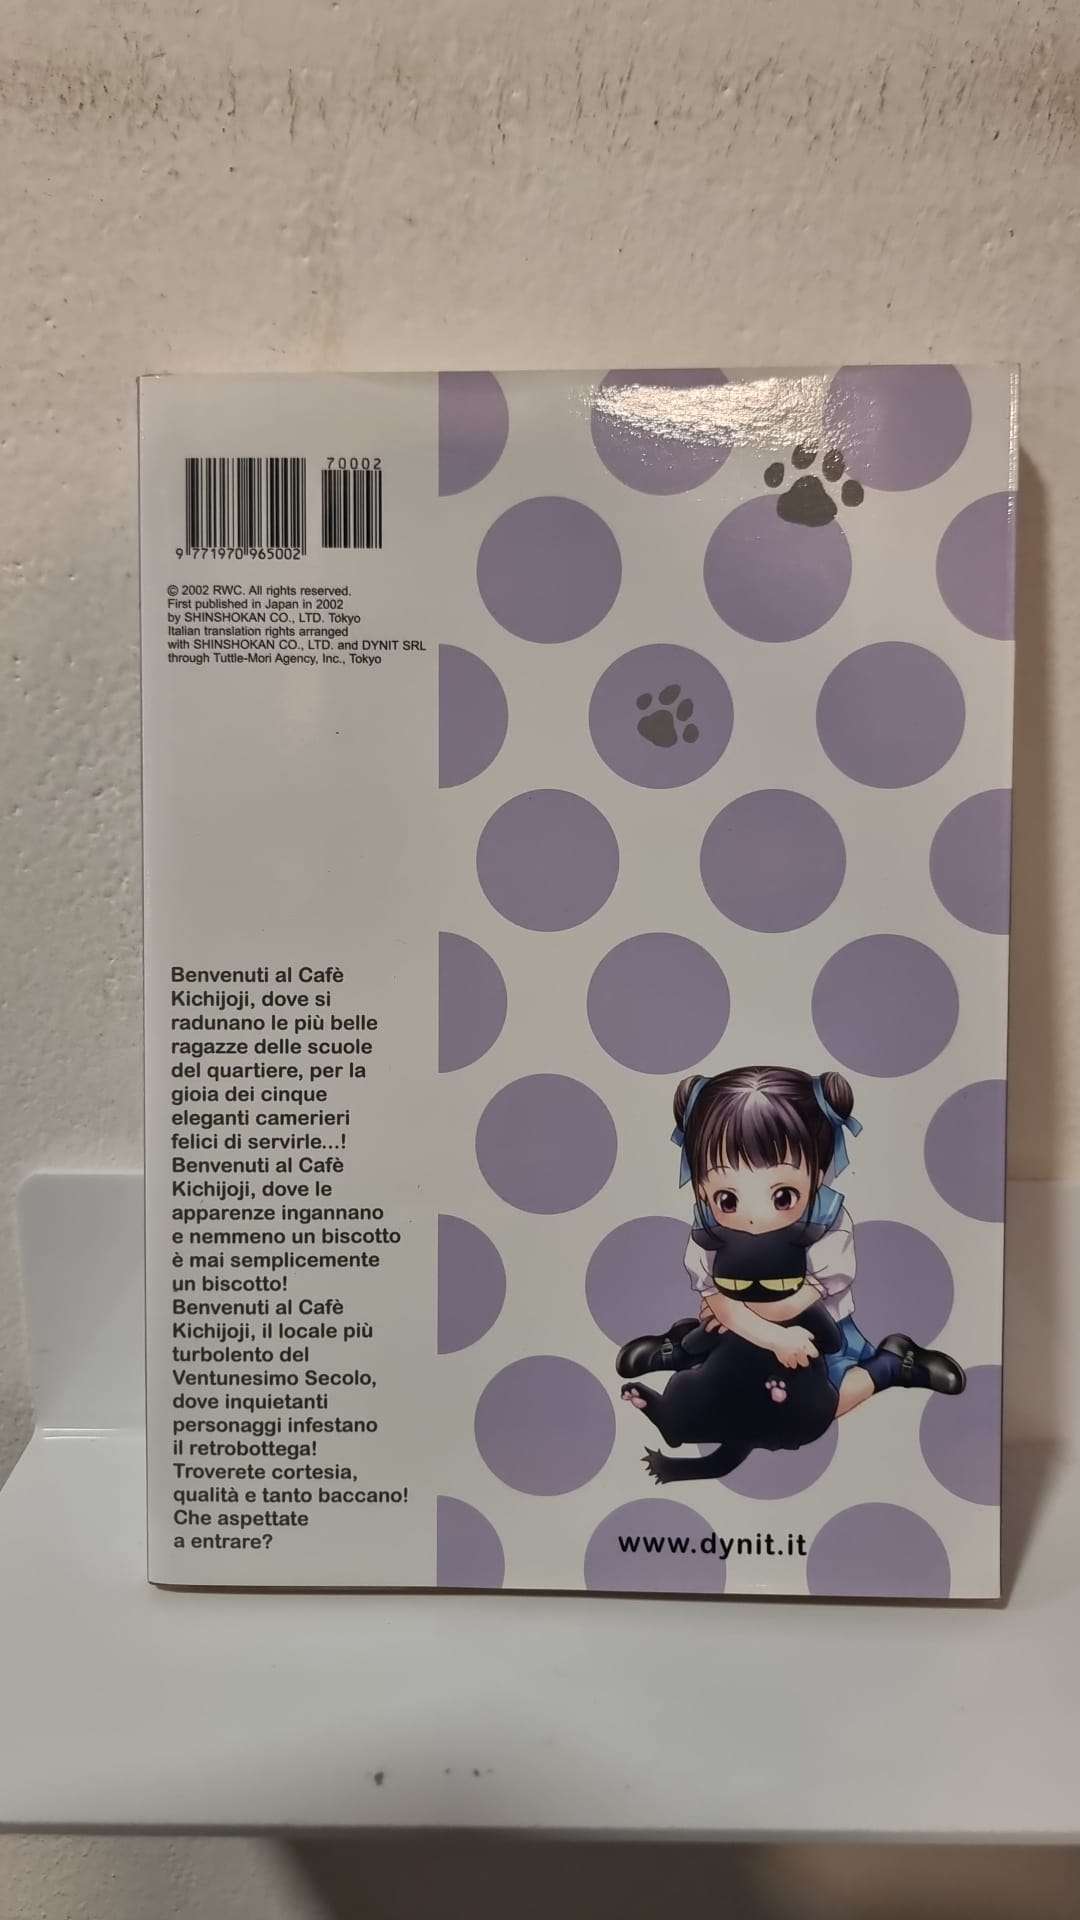 70002
9 771970 965002
© 2002 RWC. All rights reserved.
First published in Japan in 2002
by SHINSHOKAN CO., LTD. Tokyo
Italian translation rights arranged
with SHINSHOKAN CO., LTD. and DYNIT SRL
through Tuttle-Mori Agency, Inc., Tokyo
Benvenuti al Cafè
Kichijoji, dove si
radunano le più belle
ragazze delle scuole
del quartiere, per la
gioia dei cinque
eleganti camerieri
felici di servirle...!
Benvenuti al Cafè
Kichijoji, dove le
apparenze ingannano
e nemmeno un biscotto
è mai semplicemente
un biscotto!
Benvenuti al Cafè
Kichijoji, il locale più
turbolento del
Ventunesimo Secolo,
dove inquietanti
personaggi infestano
il retrobottega!
Troverete cortesia,
qualità e tanto baccano!
Che aspettate
a entrare?
www.dynit.it